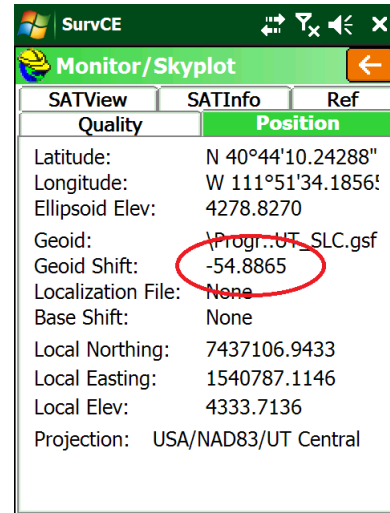 SurvCE
Monitor/Skyplot
SATView SATInfo Ref
Quality Position
Latitude: N 40°44'10.24288"
Longitude: W 111°51'34.1856
Ellipsoid Elev: 4278.8270
Geoid: \Progr..UT_SLC.gsf
Geoid Shift: -54.8865
Localization File: None
Base Shift: None
Local Northing: 7437106.9433
Local Easting: 1540787.1146
Local Elev: 4333.7136
Projection: USA/NAD83/UT Central